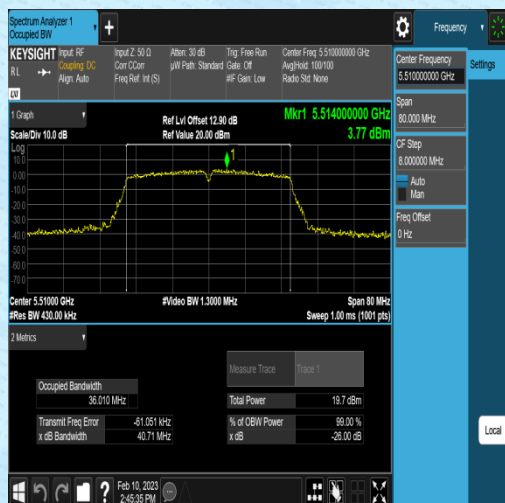 Spectrum Analyzer 1
Occupied BW
+
Frequency
KEYSIGHT
Input: RF
Coupling: DC
Align: Auto
Input Z: 50 Ω
Corr CCorr
Freq Ref: Int (S)
Atten: 30 dB
µW Path: Standard
Trig: Free Run
Gate: Off
#IF Gain: Low
Center Freq: 5.510000000 GHz
Avg|Hold: 100/100
Radio Std: None
R L
1 Graph
Scale/Div 10.0 dB
Ref Lvl Offset 12.90 dB
Ref Value 20.00 dBm
Mkr1 5.514000000 GHz
3.77 dBm
Log
10.0
0.00
-10.0
-20.0
-30.0
-40.0
-50.0
-60.0
-70.0
1
Center 5.51000 GHz
#Res BW 430.00 kHz
#Video BW 1.3000 MHz
Span 80 MHz
Sweep 1.00 ms (1001 pts)
2 Metrics
Measure Trace
Trace 1
Occupied Bandwidth
36.010 MHz
Total Power
19.7 dBm
Transmit Freq Error
-61.051 kHz
% of OBW Power
99.00 %
x dB Bandwidth
40.71 MHz
x dB
-26.00 dB
Feb 10, 2023
2:45:35 PM
Center Frequency
5.510000000 GHz
Settings
Span
80.000 MHz
CF Step
8.000000 MHz
Auto
Man
Freq Offset
0 Hz
Local